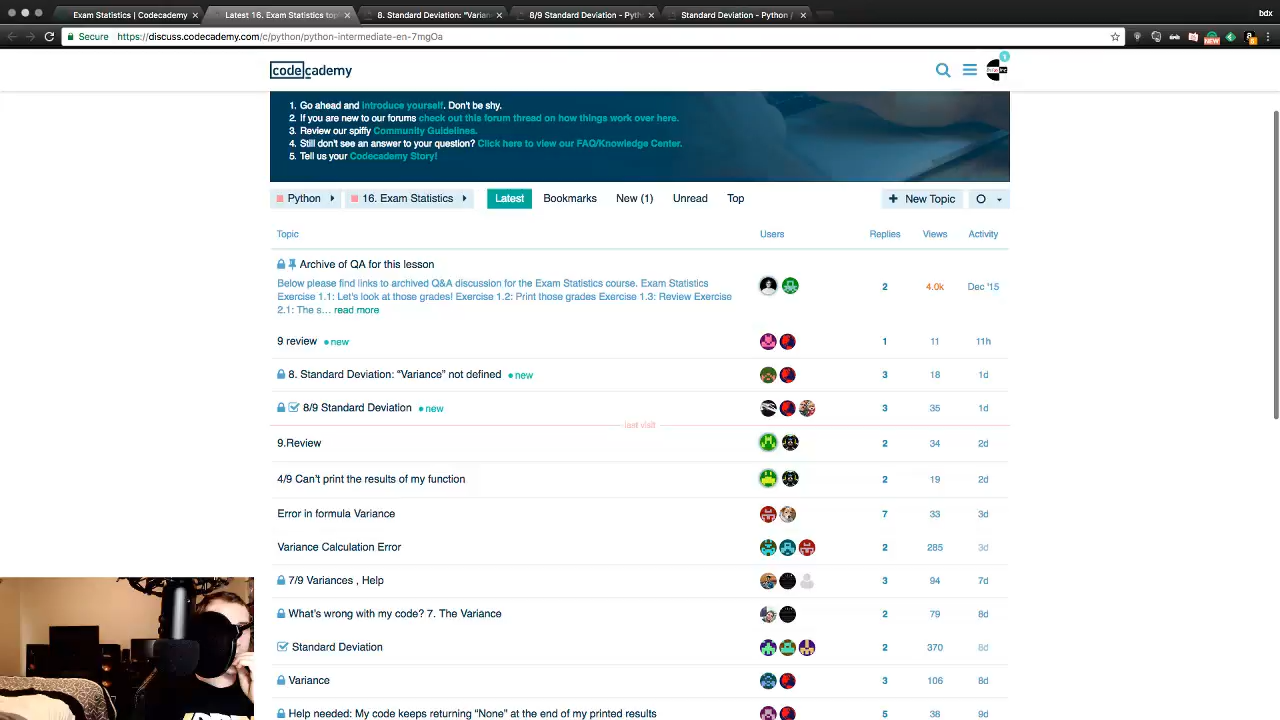 Exam Statistics | Codecademy
Latest 16. Exam Statistics top
8. Standard Deviation: "Varian
8/9 Standard Deviation - Pyth
Standard Deviation - Python /
bdx
Secure
https://discuss.codecademy.com/c/python/python-intermediate-en-7mgOa
codecademy
1
1. Go ahead and introduce yourself. Don't be shy.
2. If you are new to our forums check out this forum thread on how things work over here.
3. Review our spiffy Community Guidelines.
4. Still don't see an answer to your question? Click here to view our FAQ/Knowledge Center.
5. Tell us your Codecademy Story!
Python
16. Exam Statistics
Latest
Bookmarks
New (1)
Unread
Top
New Topic
Topic Users Replies Views Activity
Archive of QA for this lesson
Below please find links to archived Q&A discussion for the Exam Statistics course. Exam Statistics
Exercise 1.1: Let's look at those grades! Exercise 1.2: Print those grades Exercise 1.3: Review Exercise
2.1: The s... read more
2 4.0k Dec '15
9 review new 1 11 11h
8. Standard Deviation: “Variance” not defined new 3 18 1d
8/9 Standard Deviation new 3 35 1d
last visit
9.Review 2 34 2d
4/9 Can't print the results of my function 2 19 2d
Error in formula Variance 7 33 3d
Variance Calculation Error 2 285 3d
7/9 Variances , Help 3 94 7d
What's wrong with my code? 7. The Variance 2 79 8d
Standard Deviation 2 370 8d
Variance 3 106 8d
Help needed: My code keeps returning “None” at the end of my printed results 5 38 9d